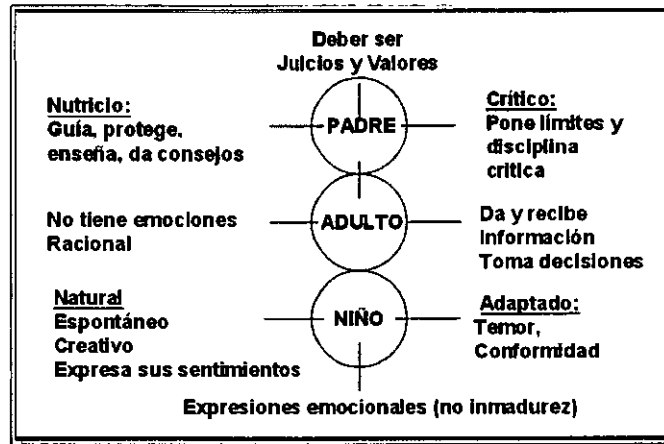 Deber ser
Juicios y Valores
Nutricio:
Guía, protege,
enseña, da consejos
PADRE
Crítico:
Pone límites y
disciplina
critica
No tiene emociones
Racional
ADULTO
Da y recibe
Información
Toma decisiones
Natural
Espontáneo
Creativo
Expresa sus sentimientos
NIÑO
Adaptado:
Temor,
Conformidad
Expresiones emocionales (no inmadurez)